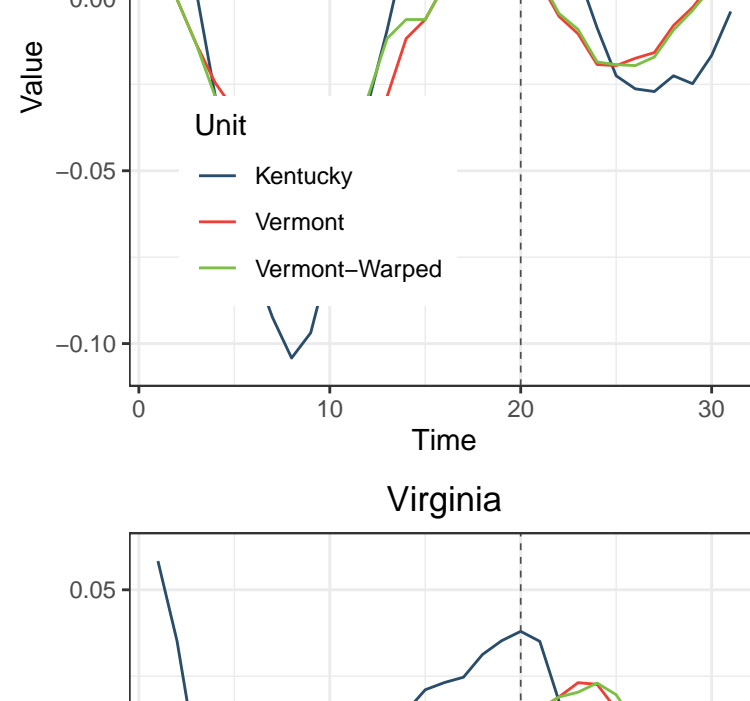 0.00
Value
Unit
Kentucky
−0.05
Vermont
Vermont−Warped
−0.10
0 10 20 30
Time
Virginia
0.05